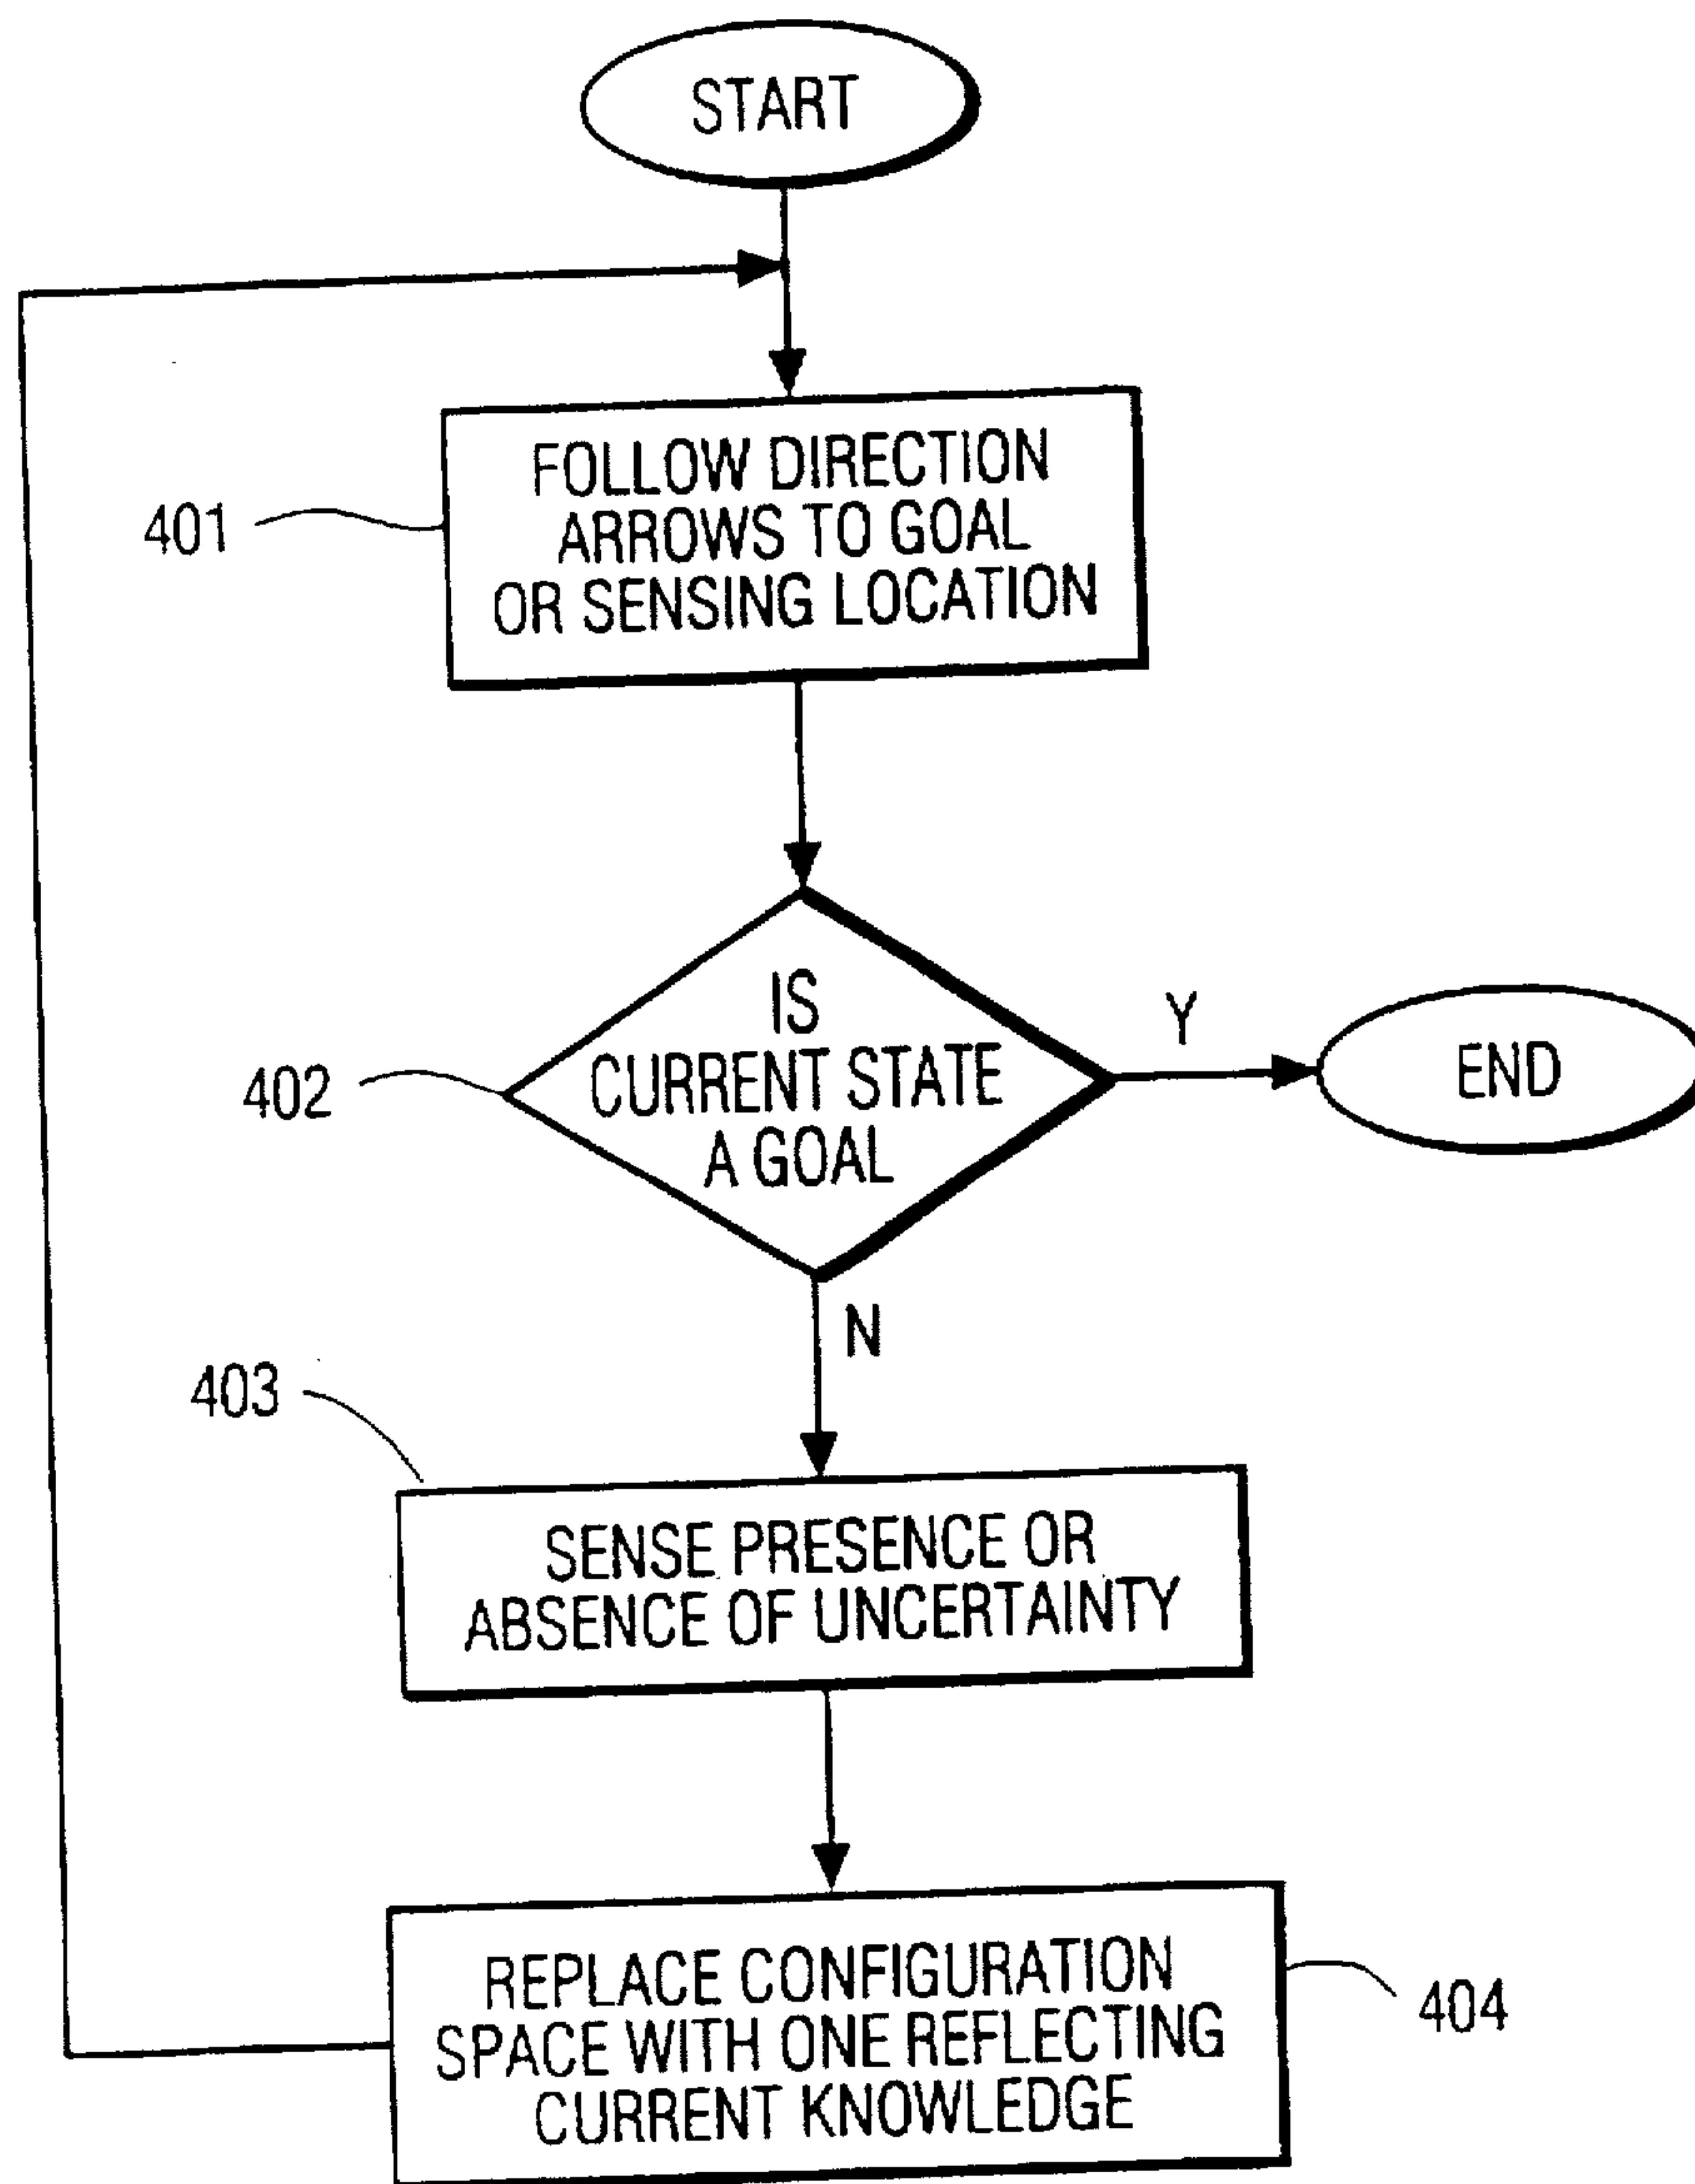 START
FOLLOW DIRECTION
ARROWS TO GOAL
OR SENSING LOCATION
401
IS
CURRENT STATE
A GOAL
402
Y
END
N
403
SENSE PRESENCE OR
ABSENCE OF UNCERTAINTY
REPLACE CONFIGURATION
SPACE WITH ONE REFLECTING
CURRENT KNOWLEDGE
404